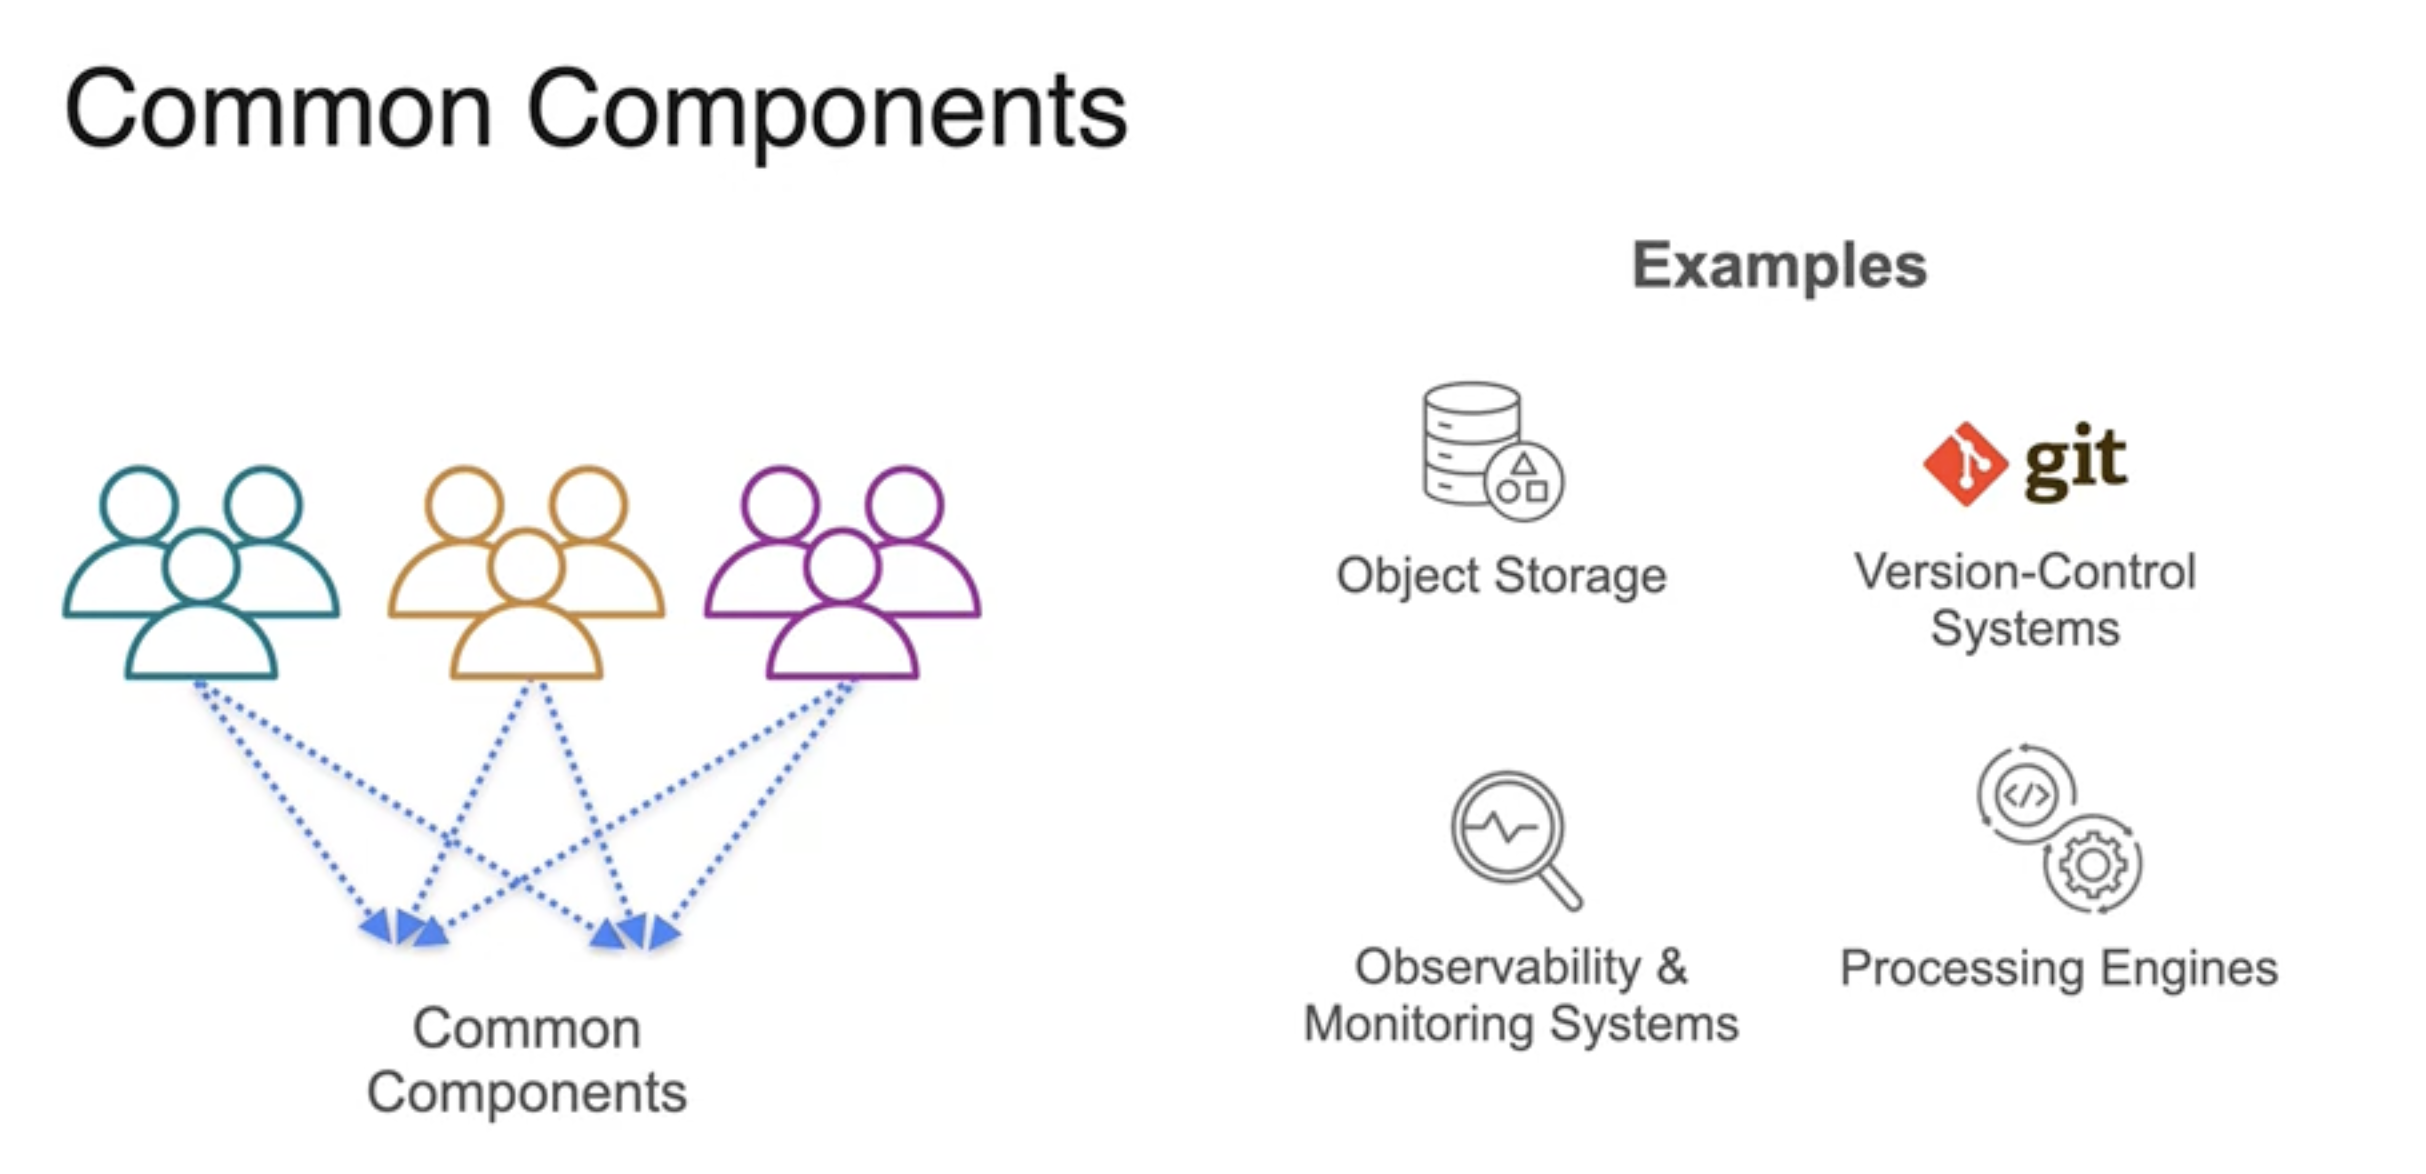 Common Components
Examples
Object Storage
git
Version-Control
Systems
</>
Observability &
Monitoring Systems
Processing Engines
Common
Components